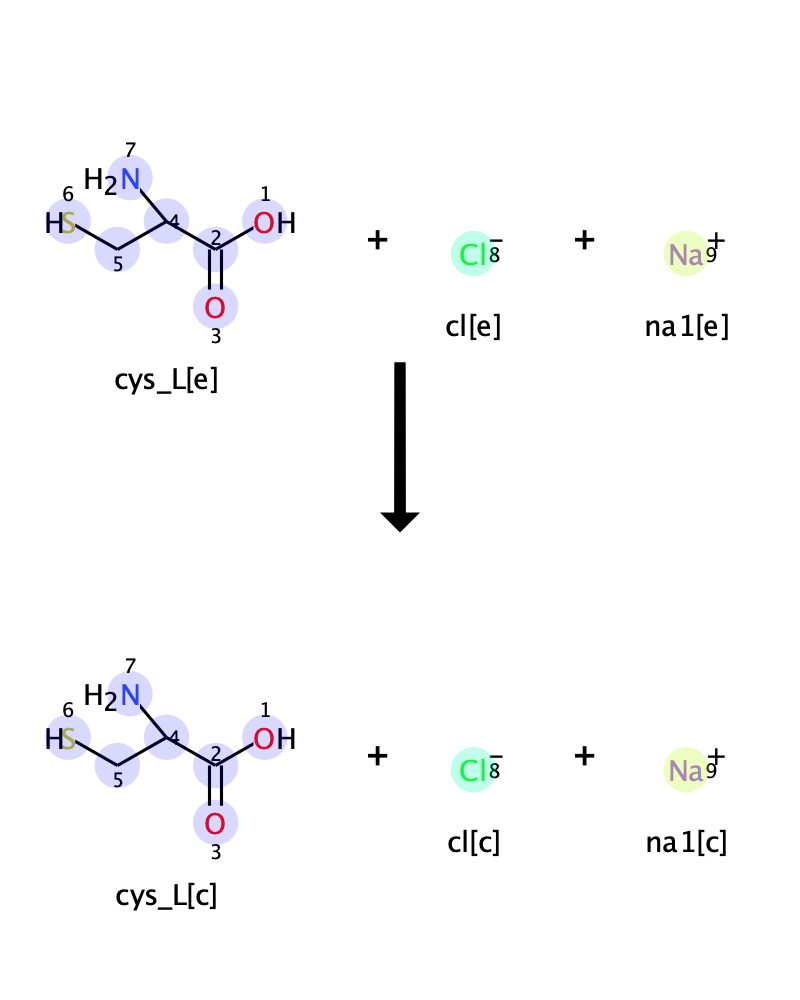 7
H2N
6
1
HS
4
OH
2
5
O
3
cys_L[e]
+
Cl−
8
cl[e]
+
Na+
9
na1[e]
7
H2N
6
1
HS
4
OH
2
5
O
3
cys_L[c]
+
Cl−
8
cl[c]
+
Na+
9
na1[c]